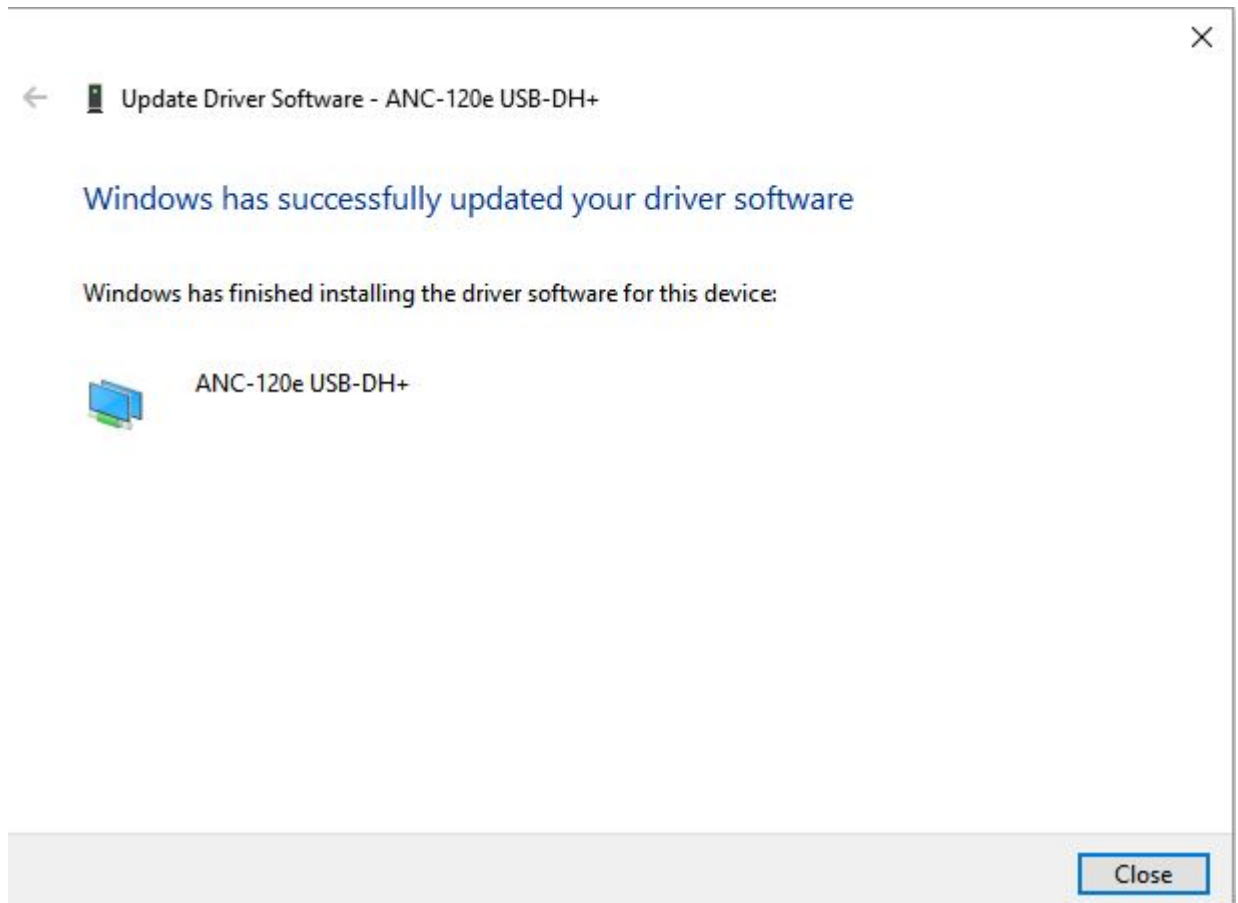 Update Driver Software - ANC-120e USB-DH+
Windows has successfully updated your driver software
Windows has finished installing the driver software for this device:
ANC-120e USB-DH+
Close